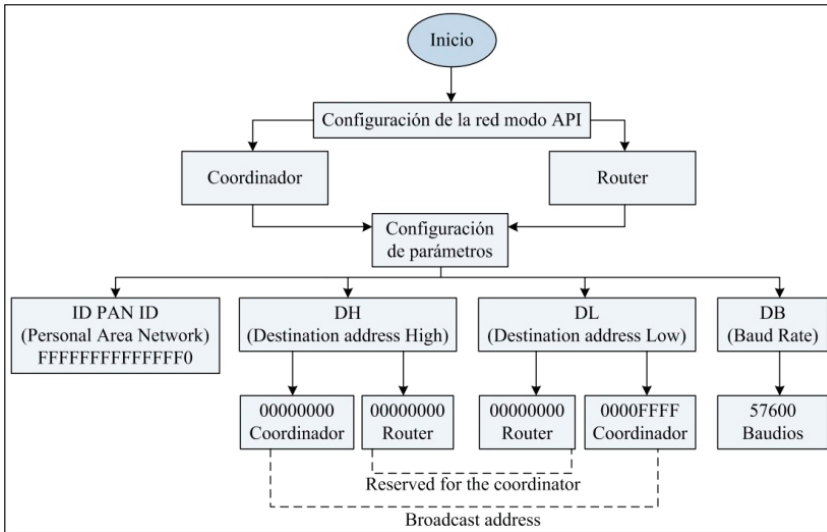 Inicio
Configuración de la red modo API
Coordinador
Router
Configuración
de parámetros
ID PAN ID
(Personal Area Network)
FFFFFFFFFFFFFFF0
DH
(Destination address High)
DL
(Destination address Low)
DB
(Baud Rate)
00000000
Coordinador
00000000
Router
00000000
Router
0000FFFF
Coordinador
57600
Baudios
Reserved for the coordinator
Broadcast address